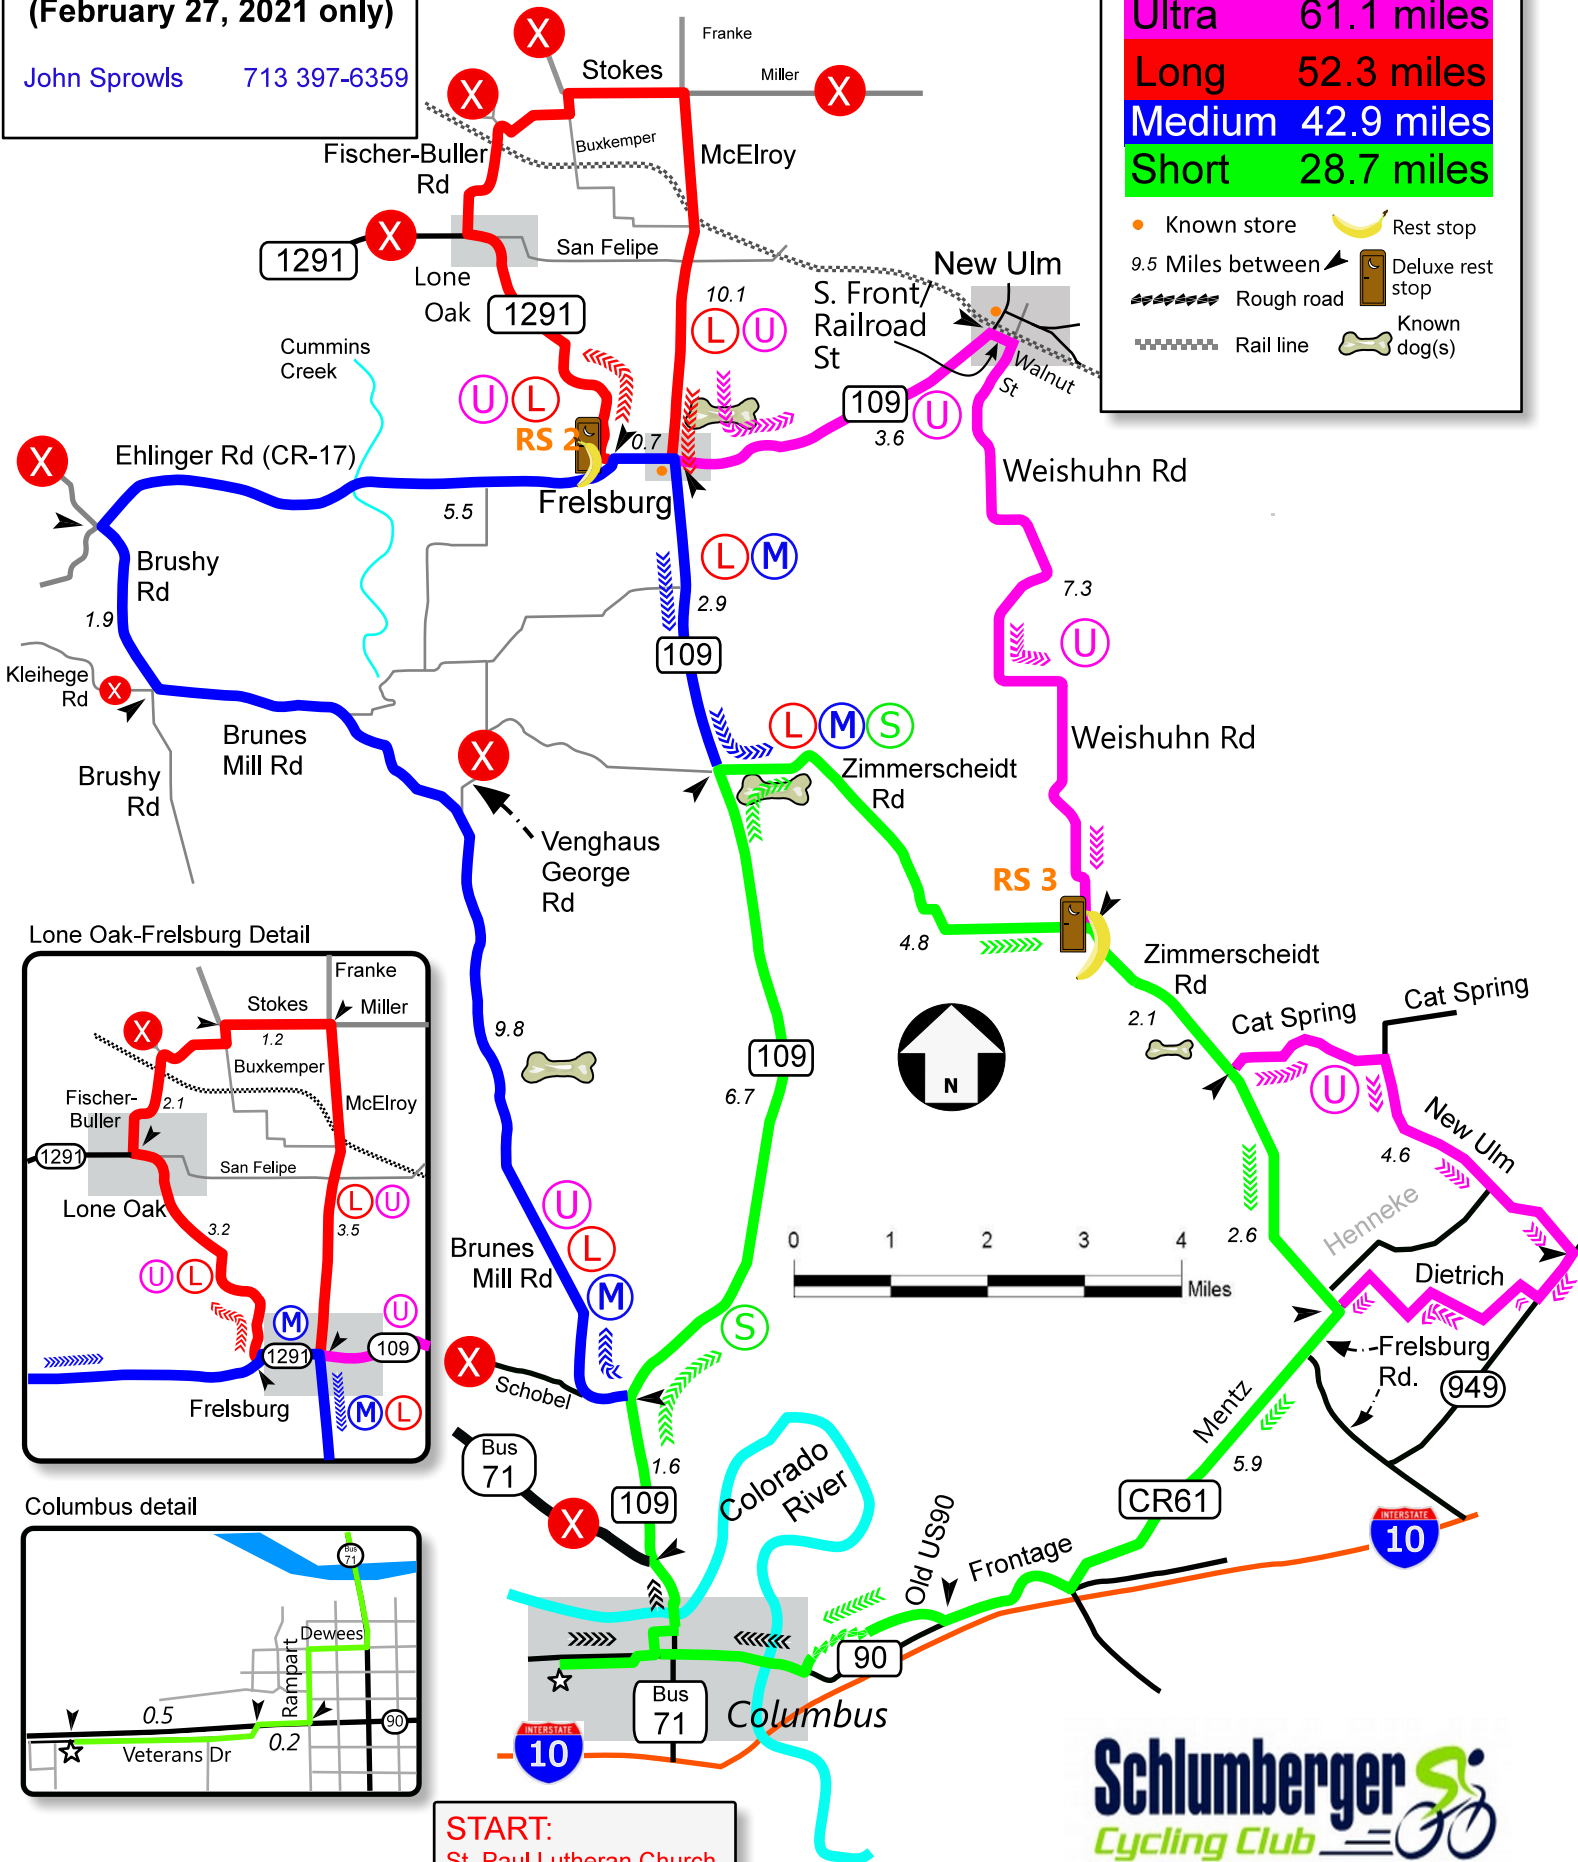 (February 27, 2021 only)
John Sprowls 713 397-6359
Ultra 61.1 miles
Long 52.3 miles
Medium 42.9 miles
Short 28.7 miles
Known store
Rest stop
9.5 Miles between
Deluxe rest
stop
Rough road
Rail line
Known
dog(s)
X
Franke
Stokes
Miller
X
X
Buxkemper
McElroy
Fischer-Buller
Rd
X
1291
San Felipe
Lone
Oak
1291
10.1
L U
New Ulm
S. Front/
Railroad
St
Walnut
St
109
U
3.6
Cummins
Creek
U L
RS 2
0.7
X
Ehlinger Rd (CR-17)
Frelsburg
5.5
Weishuhn Rd
Brushy
Rd
L M
2.9
7.3
1.9
109
U
Kleihege
Rd
X
Brunes
Mill Rd
X
L M S
Weishuhn Rd
Zimmerscheidt
Rd
Brushy
Rd
Venghaus
George
Rd
RS 3
4.8
Zimmerscheidt
Rd
2.1
Cat Spring
Cat Spring
9.8
109
6.7
N
U
New Ulm
4.6
Henneke
2.6
Dietrich
Lone Oak-Frelsburg Detail
Franke
Stokes
Miller
X
1.2
Buxkemper
Fischer-
Buller
2.1
McElroy
1291
San Felipe
Lone Oak
L U
3.2
3.5
U L
M
U
1291
109
Frelsburg
M L
U
L
M
Brunes
Mill Rd
0 1 2 3 4
Miles
S
Frelsburg
Rd.
949
X
Schobel
Mentz
5.9
Bus
71
1.6
109
X
Colorado
River
CR61
INTERSTATE
10
Old US90
Frontage
90
Columbus detail
Bus
71
Dewees
Rampart
0.5
90
Veterans Dr
0.2
Bus
71
Columbus
INTERSTATE
10
START:
St. Paul Lutheran Church
Schlumberger
Cycling Club